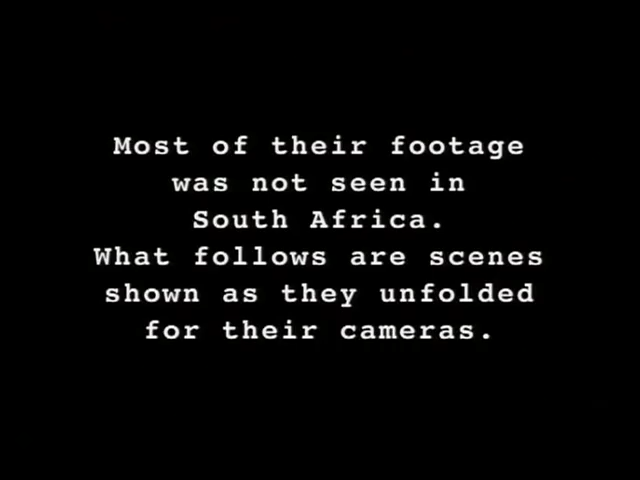 Most of their footage
was not seen in
South Africa.
What follows are scenes
shown as they unfolded
for their cameras.